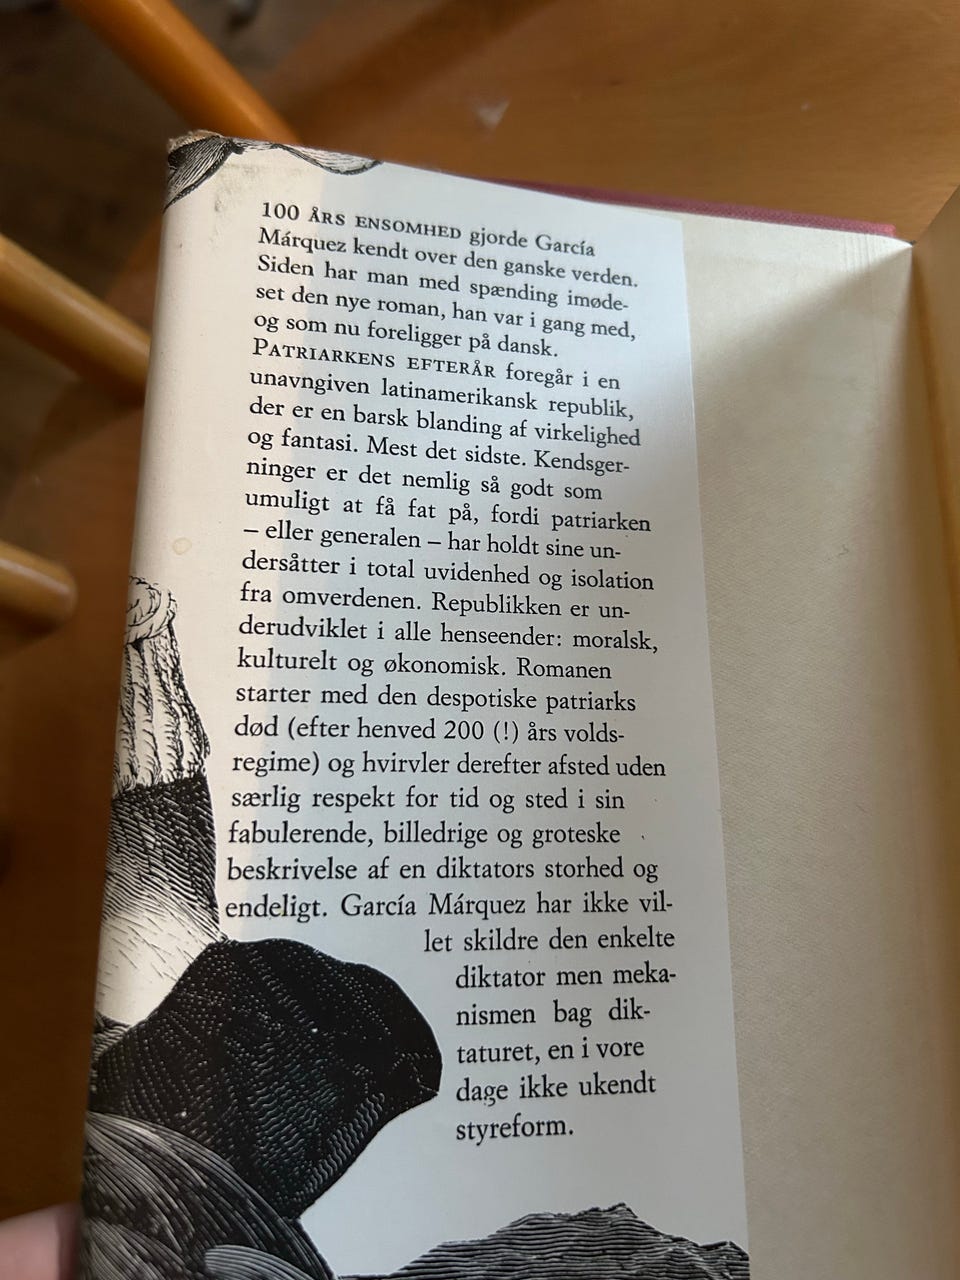 100 ÅRS ENSOMHED gjorde García
Márquez kendt over den ganske verden.
Siden har man med spænding imøde-
set den nye roman, han var i gang med,
og som nu foreligger på dansk.
PATRIARKENS EFTERÅR foregår i en
unavngiven latinamerikansk republik,
der er en barsk blanding af virkelighed
og fantasi. Mest det sidste. Kendsger-
ninger er det nemlig så godt som
umuligt at få fat på, fordi patriarken
– eller generalen – har holdt sine un-
dersåtter i total uvidenhed og isolation
fra omverdenen. Republikken er un-
derudviklet i alle henseender: moralsk,
kulturelt og økonomisk. Romanen
starter med den despotiske patriarks
død (efter henved 200 (!) års volds-
regime) og hvirvler derefter afsted uden
særlig respekt for tid og sted i sin
fabulerende, billedrige og groteske
beskrivelse af en diktators storhed og
endeligt. García Márquez har ikke vil-
let skildre den enkelte
diktator men meka-
nismen bag dik-
taturet, en i vore
dage ikke ukendt
styreform.